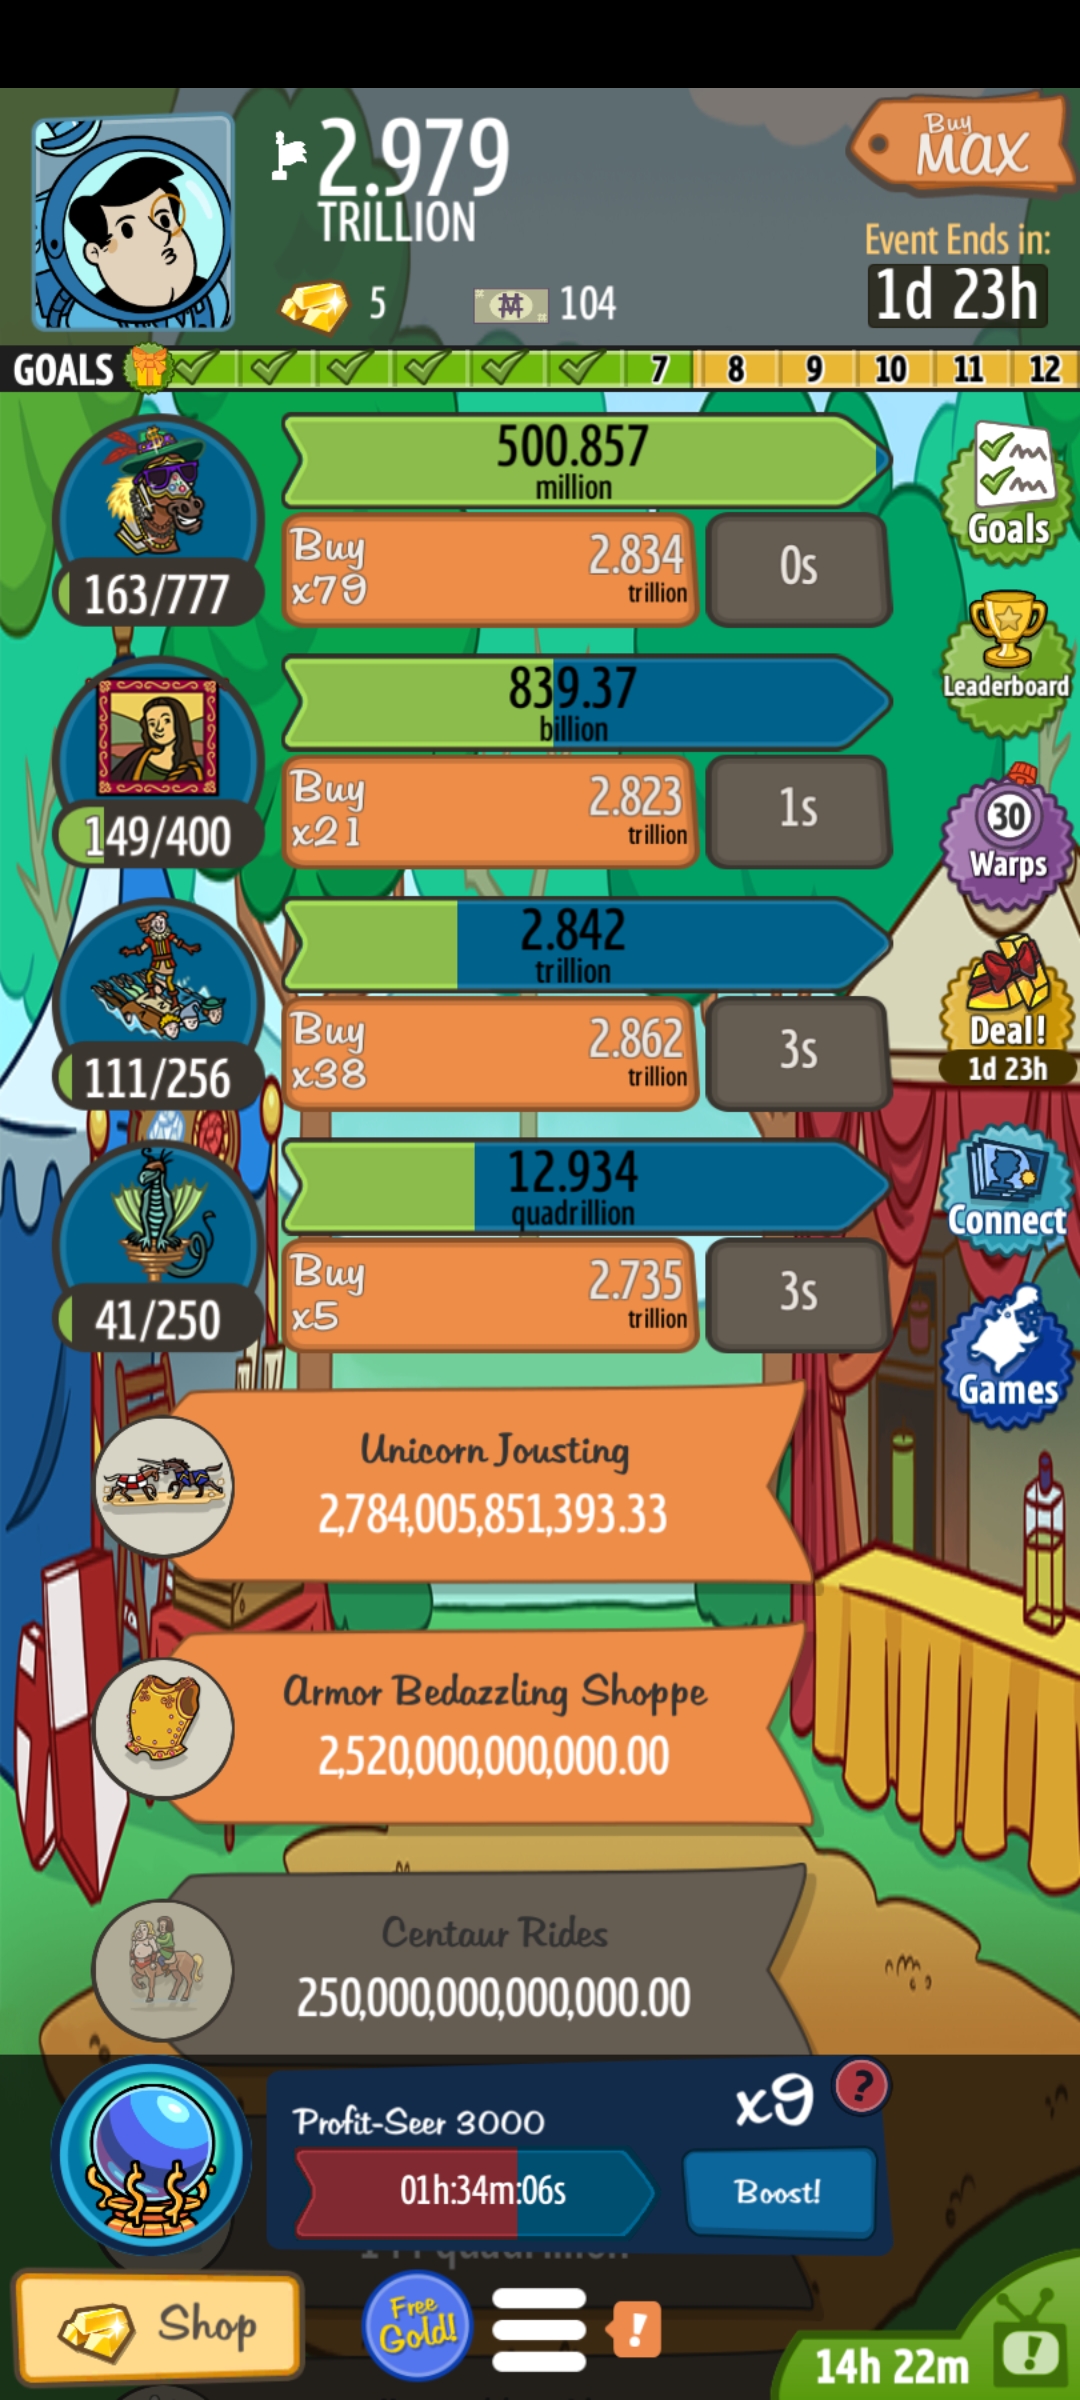 2.979
TRILLION
Buy
MAX
Event Ends in:
1d 23h
5
104
GOALS
7 8 9 10 11 12
500.857
million
Buy
x79
2.834
trillion
0s
163/777
Goals
839.37
billion
Leaderboard
Buy
x21
2.823
trillion
1s
149/400
30
Warps
2.842
trillion
Buy
x38
2.862
trillion
3s
111/256
Deal!
1d 23h
12.934
quadrillion
Buy
x5
2.735
trillion
3s
41/250
Connect
Games
Unicorn Jousting
2,784,005,851,393.33
Armor Bedazzling Shoppe
2,520,000,000,000.00
Centaur Rides
250,000,000,000,000.00
Profit-Seer 3000
x9
?
01h:34m:06s
Boost!
Shop
Free
Gold!
!
14h 22m
!